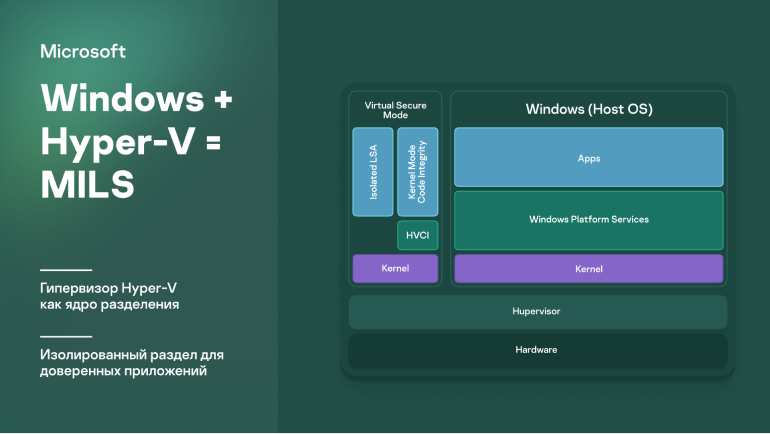 Microsoft
Windows +
Hyper-V =
MILS
Гипервизор Hyper-V
как ядро разделения
Изолированный раздел для
доверенных приложений
Virtual Secure
Mode
Isolated LSA
Kernel Mode
Code Integrity
HVCI
Kernel
Windows (Host OS)
Apps
Windows Platform Services
Kernel
Hupervisor
Hardware